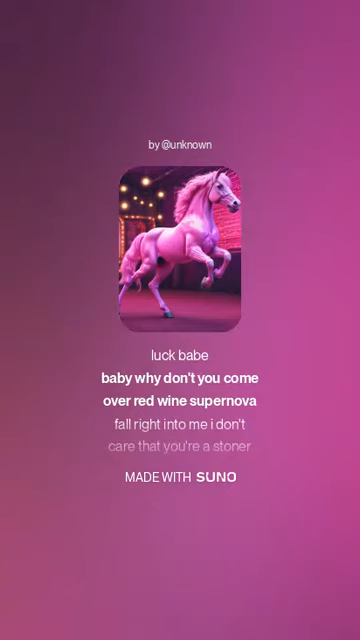 by @unknown
luck babe
baby why don't you come
over red wine supernova
fall right into me i don't
care that you're a stoner
MADE WITH SUNO